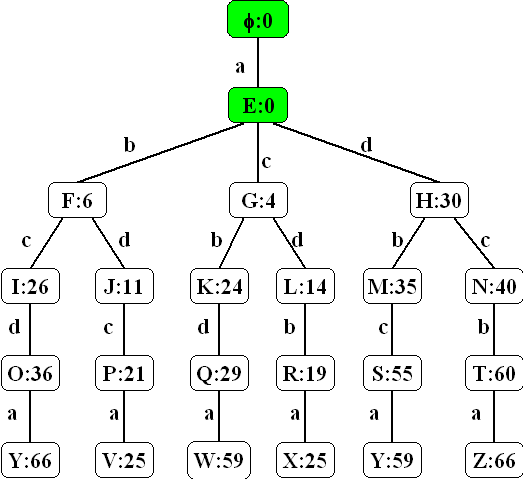 ϕ:0
a
E:0
b c d
F:6 G:4 H:30
c d b d b c
I:26 J:11 K:24 L:14 M:35 N:40
d c d b c b
O:36 P:21 Q:29 R:19 S:55 T:60
a a a a a a
Y:66 V:25 W:59 X:25 Y:59 Z:66